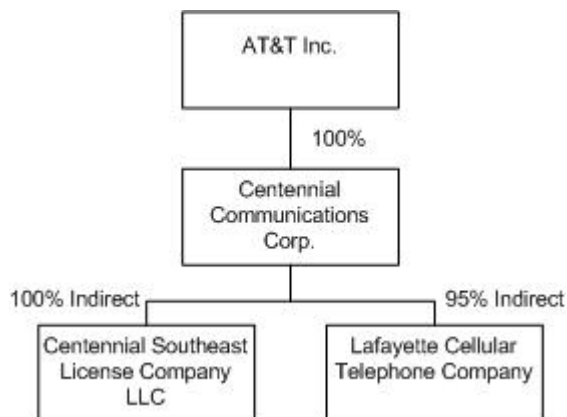 AT&T Inc.
100%
Centennial
Communications
Corp.
100% Indirect
95% Indirect
Centennial Southeast
License Company
LLC
Lafayette Cellular
Telephone Company